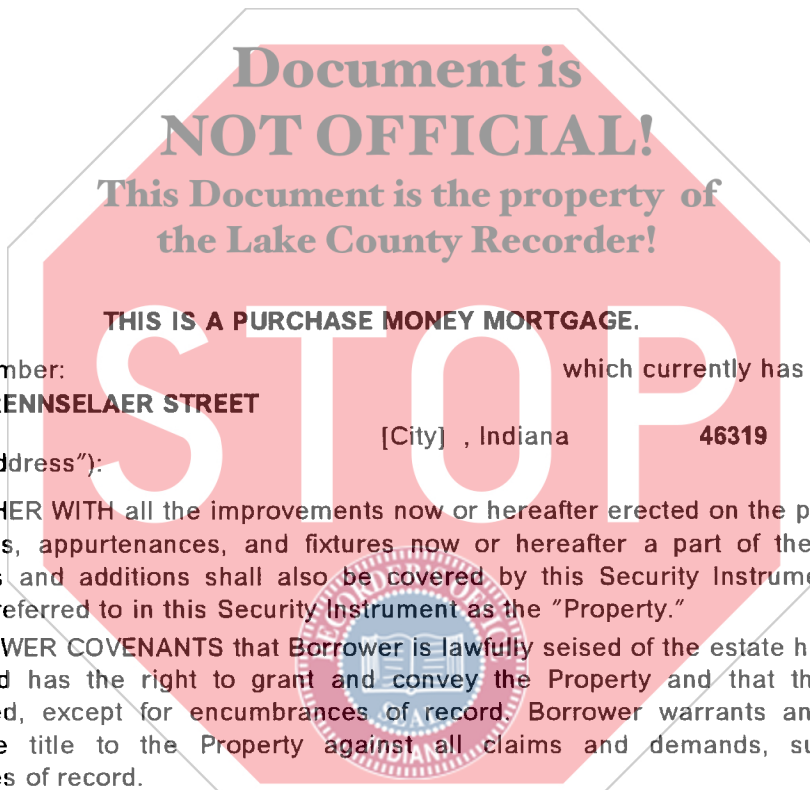 Document is
NOT OFFICIAL!
This Document is the property of
the Lake County Recorder!
STOP
THIS IS A PURCHASE MONEY MORTGAGE.
mber: which currently has
ENNSELAER STREET
[City] , Indiana 46319
ddress"):
HER WITH all the improvements now or hereafter erected on the p
s, appurtenances, and fixtures now or hereafter a part of the
s and additions shall also be covered by this Security Instrume
referred to in this Security Instrument as the "Property."
WER COVENANTS that Borrower is lawfully seised of the estate h
d has the right to grant and convey the Property and that th
ed, except for encumbrances of record. Borrower warrants an
e title to the Property against all claims and demands, su
es of record.
SEAL
INDIANA